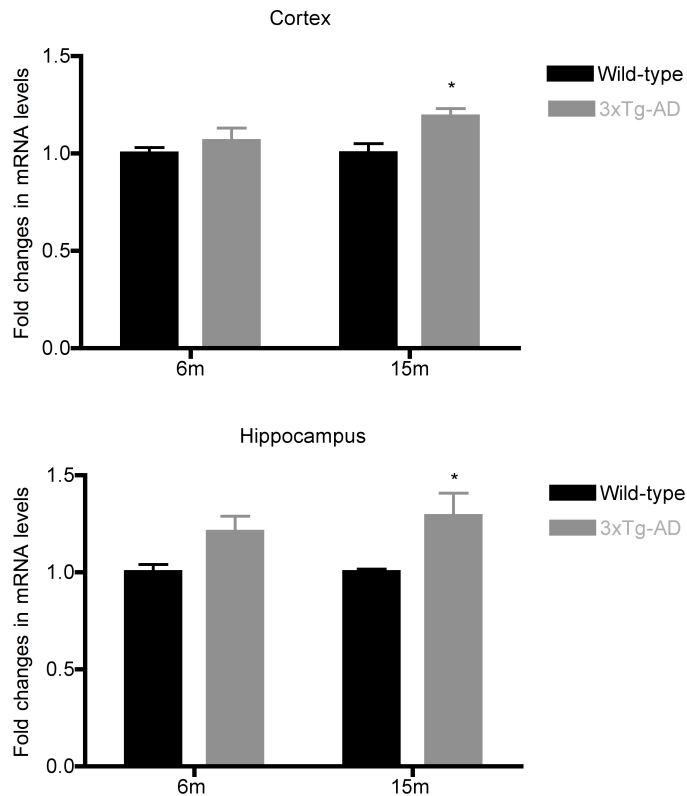 Cortex
Fold changes in mRNA levels
1.5
1.0
0.5
0.0
6m
15m
*
Wild-type
3xTg-AD
Hippocampus
Fold changes in mRNA levels
1.5
1.0
0.5
0.0
6m
15m
*
Wild-type
3xTg-AD